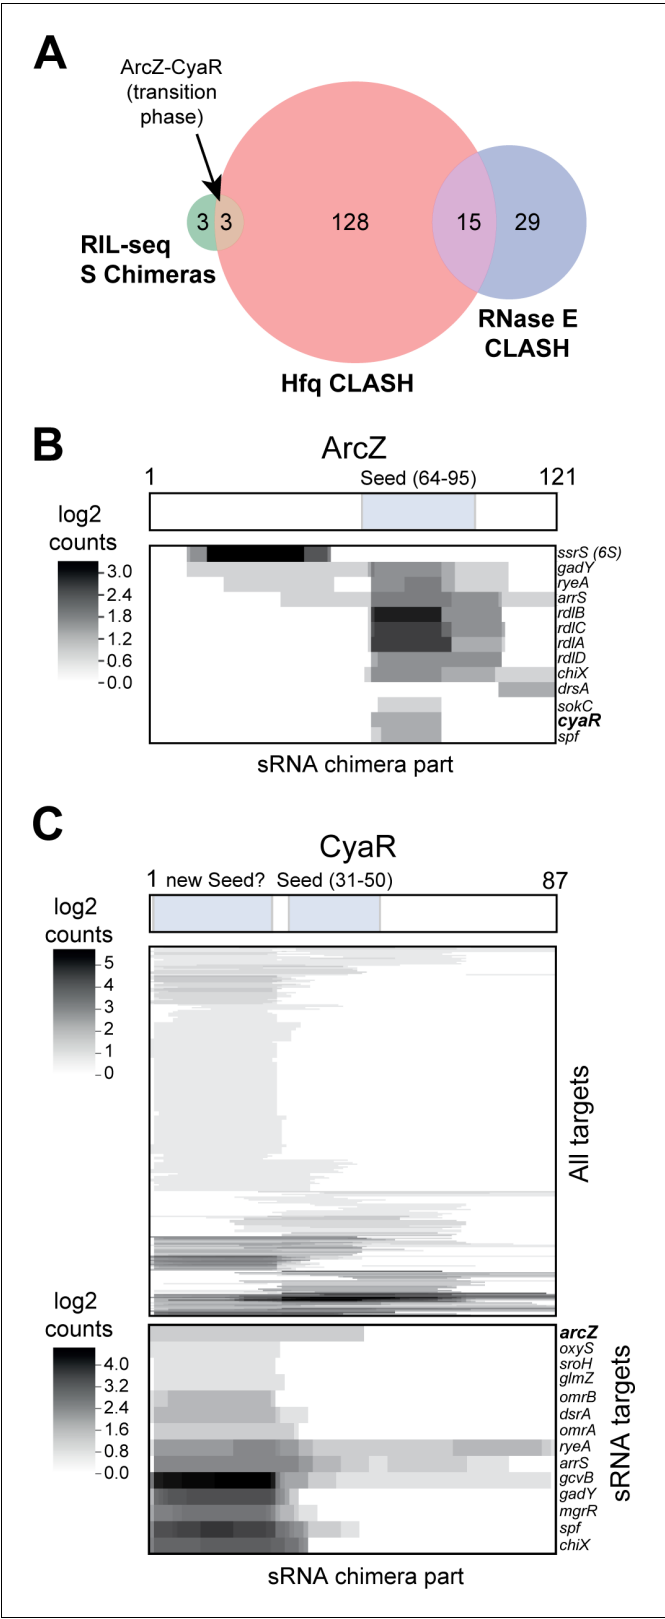 A
ArcZ-CyaR
(transition
phase)
3 3 128 15 29
RIL-seq
S Chimeras
RNase E
CLASH
Hfq CLASH
B
ArcZ
1 Seed (64-95) 121
log2
counts
3.0
2.4
1.8
1.2
0.6
0.0
ssrS (6S)
gadY
ryeA
arrS
rdlB
rdlC
rdlA
rdlD
chiX
drsA
sokC
cyaR
spf
sRNA chimera part
C
CyaR
1 new Seed? Seed (31-50) 87
log2
counts
5
4
3
2
1
0
All targets
log2
counts
4.0
3.2
2.4
1.6
0.8
0.0
arcZ
oxyS
sroH
glmZ
omrB
dsrA
omrA
ryeA
arrS
gcvB
gadY
mgrR
spf
chiX
sRNA targets
sRNA chimera part